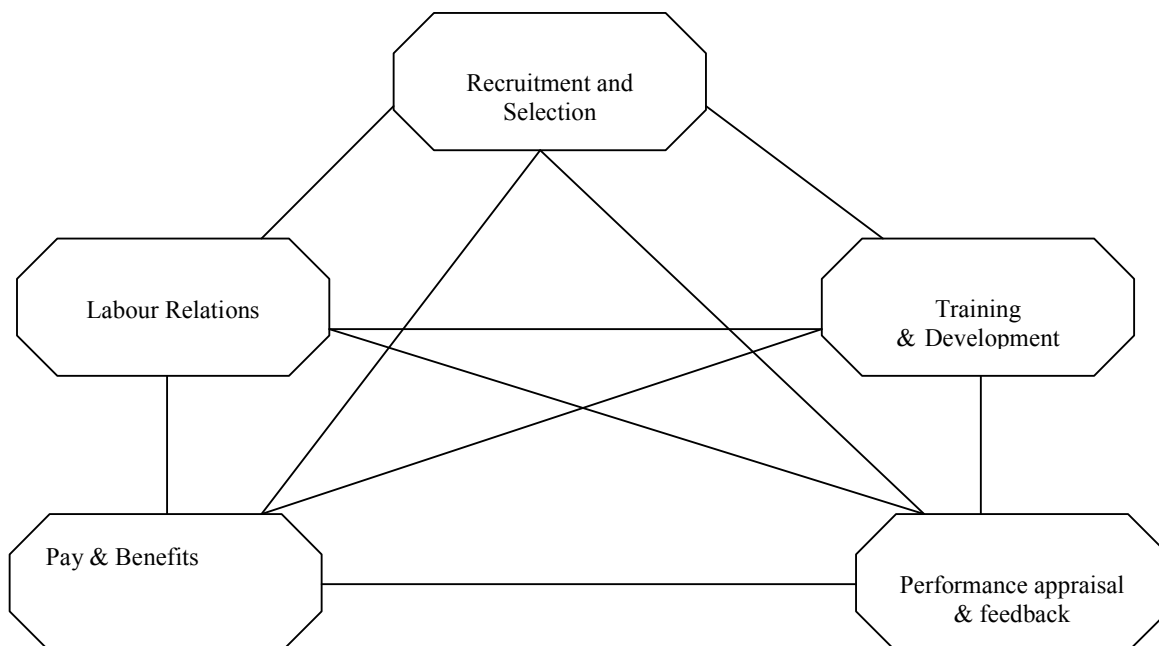 Recruitment and
Selection
Labour Relations
Training
& Development
Pay & Benefits
Performance appraisal
& feedback